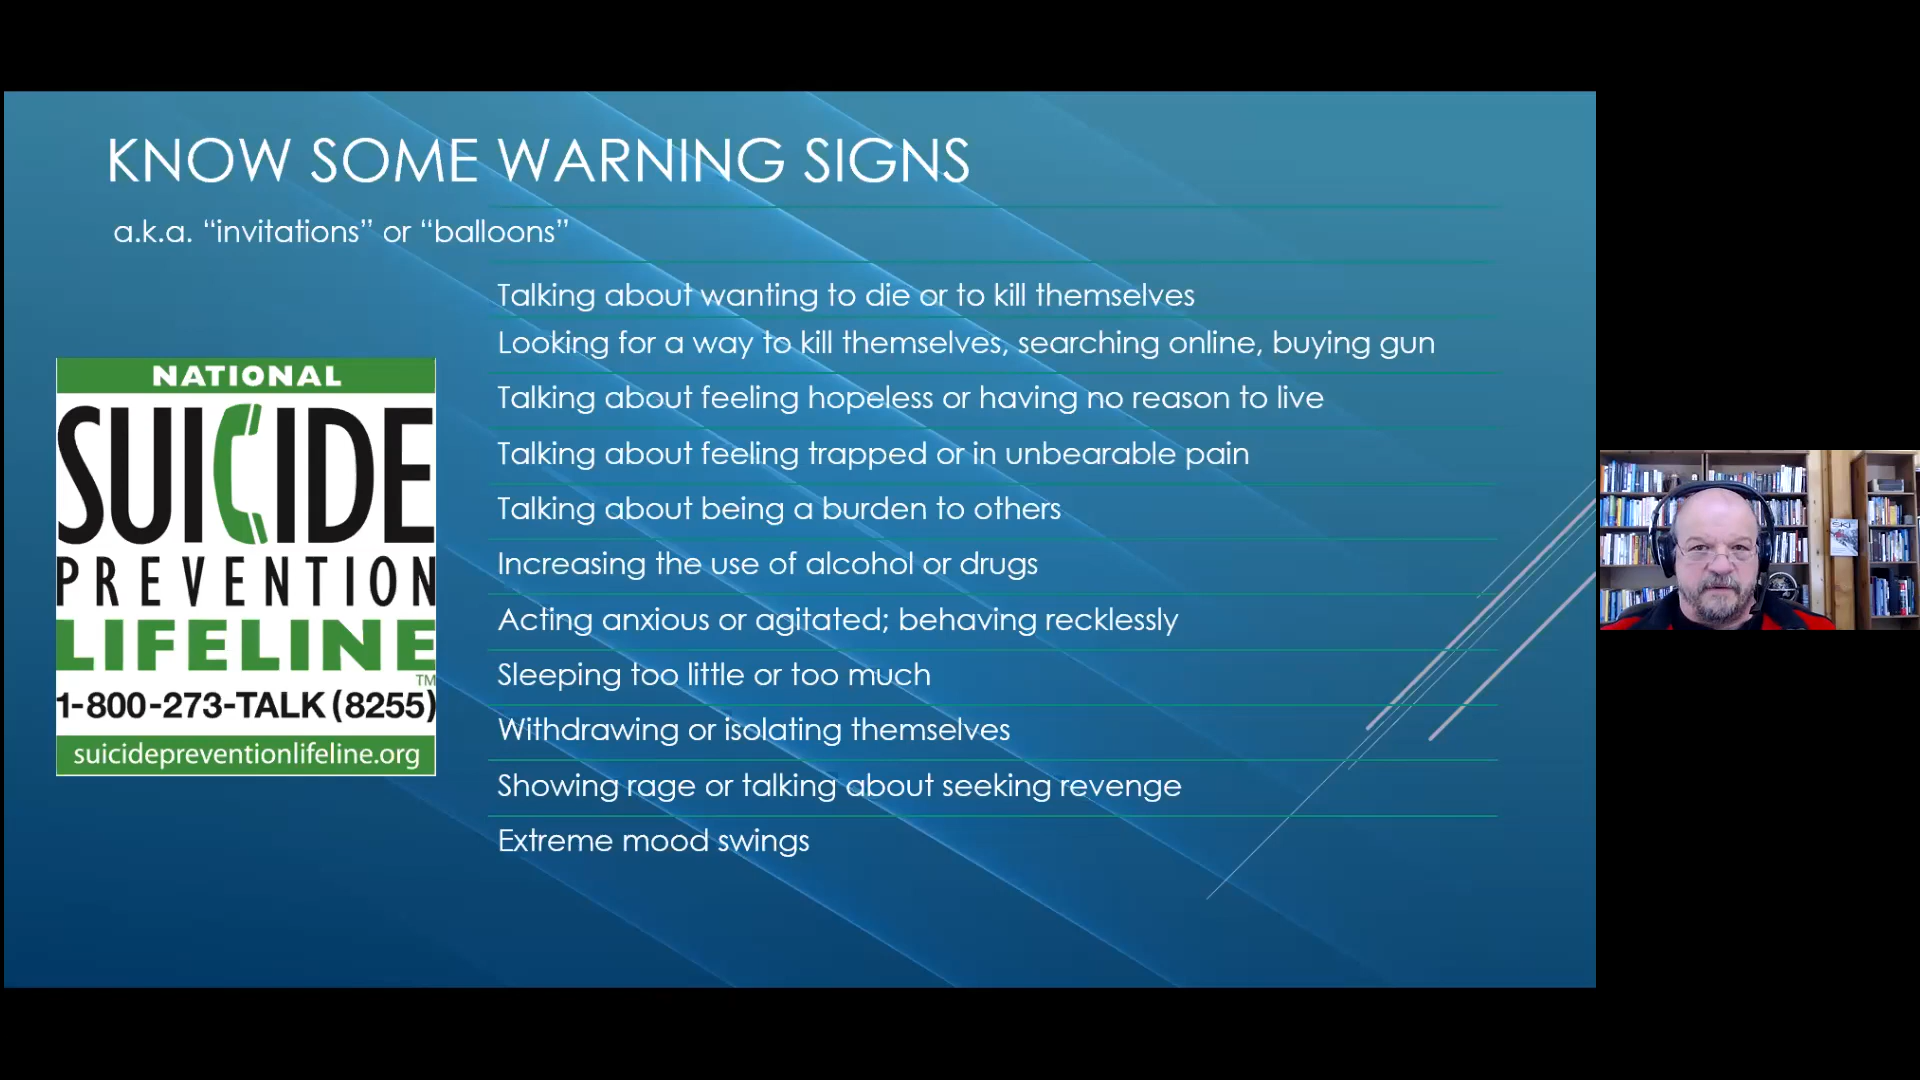 KNOW SOME WARNING SIGNS
a.k.a. “invitations” or “balloons”
Talking about wanting to die or to kill themselves
Looking for a way to kill themselves, searching online, buying gun
Talking about feeling hopeless or having no reason to live
Talking about feeling trapped or in unbearable pain
Talking about being a burden to others
Increasing the use of alcohol or drugs
Acting anxious or agitated; behaving recklessly
Sleeping too little or too much
Withdrawing or isolating themselves
Showing rage or talking about seeking revenge
Extreme mood swings
NATIONAL
SUICIDE
PREVENTION
LIFELINE
TM
1-800-273-TALK (8255)
suicidepreventionlifeline.org
SKI